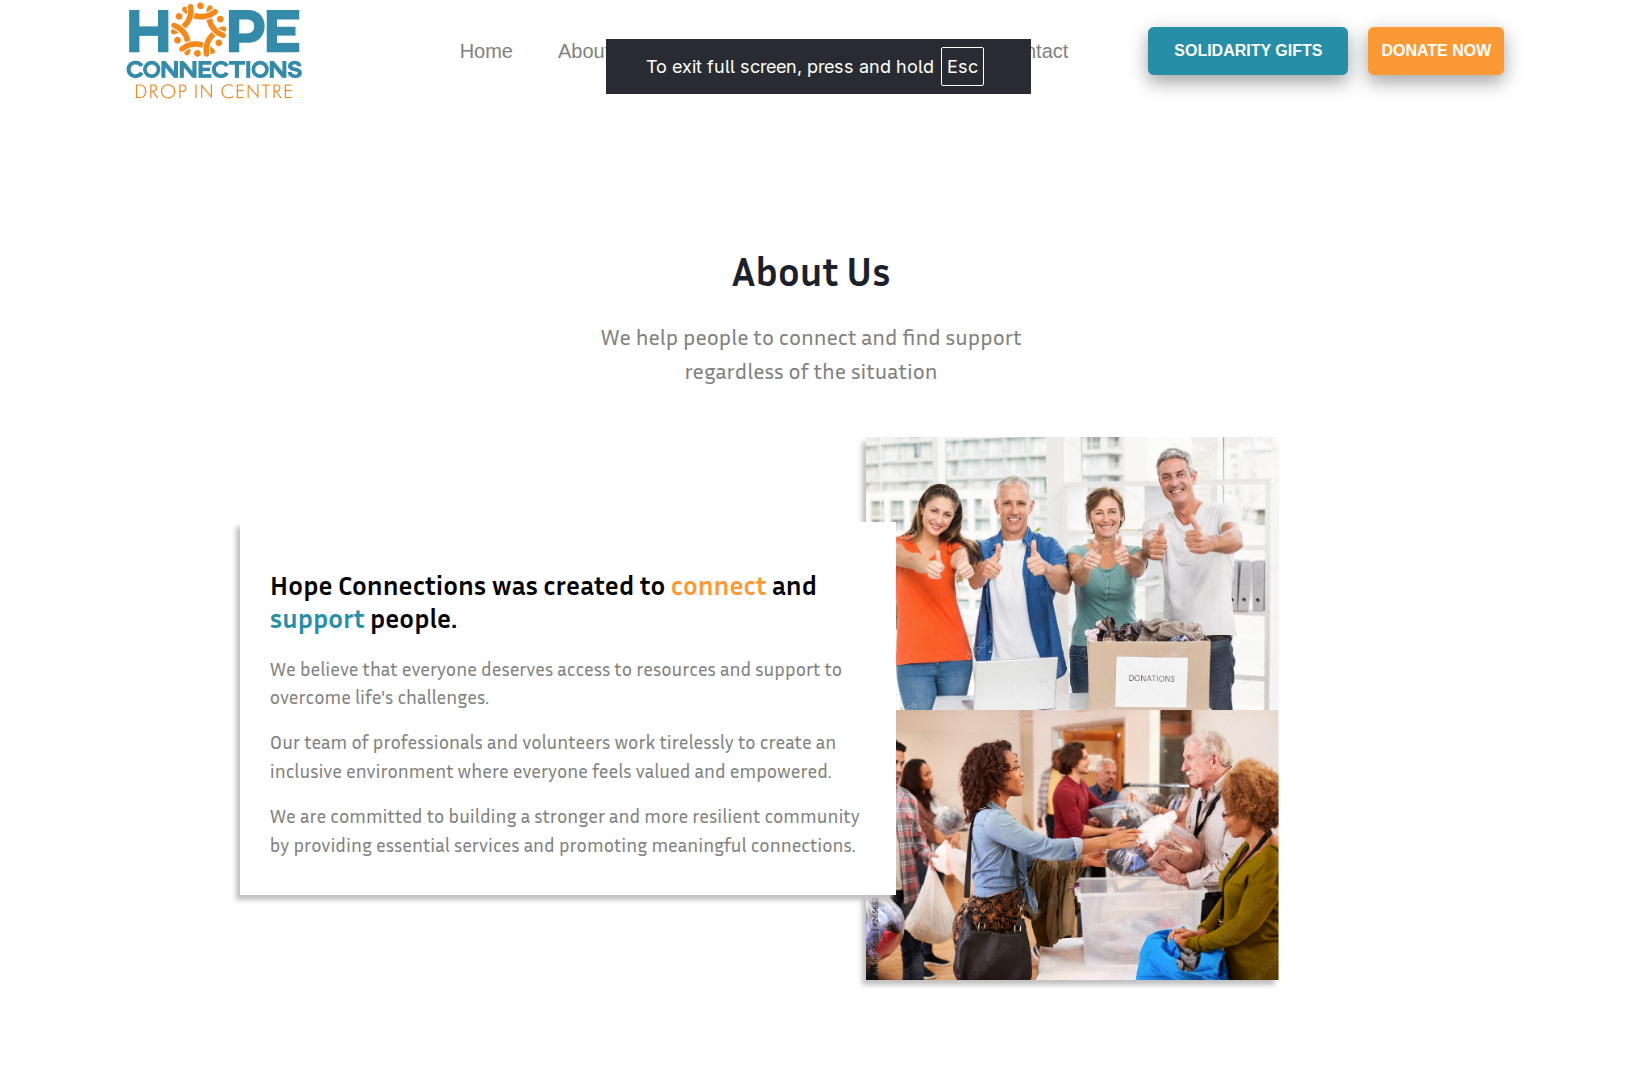 HOPE
CONNECTIONS
DROP IN CENTRE
Home
About
To exit full screen, press and hold Esc
ntact
SOLIDARITY GIFTS
DONATE NOW
About Us
We help people to connect and find support
regardless of the situation
Hope Connections was created to connect and
support people.
We believe that everyone deserves access to resources and support to
overcome life's challenges.
Our team of professionals and volunteers work tirelessly to create an
inclusive environment where everyone feels valued and empowered.
We are committed to building a stronger and more resilient community
by providing essential services and promoting meaningful connections.
DONATIONS